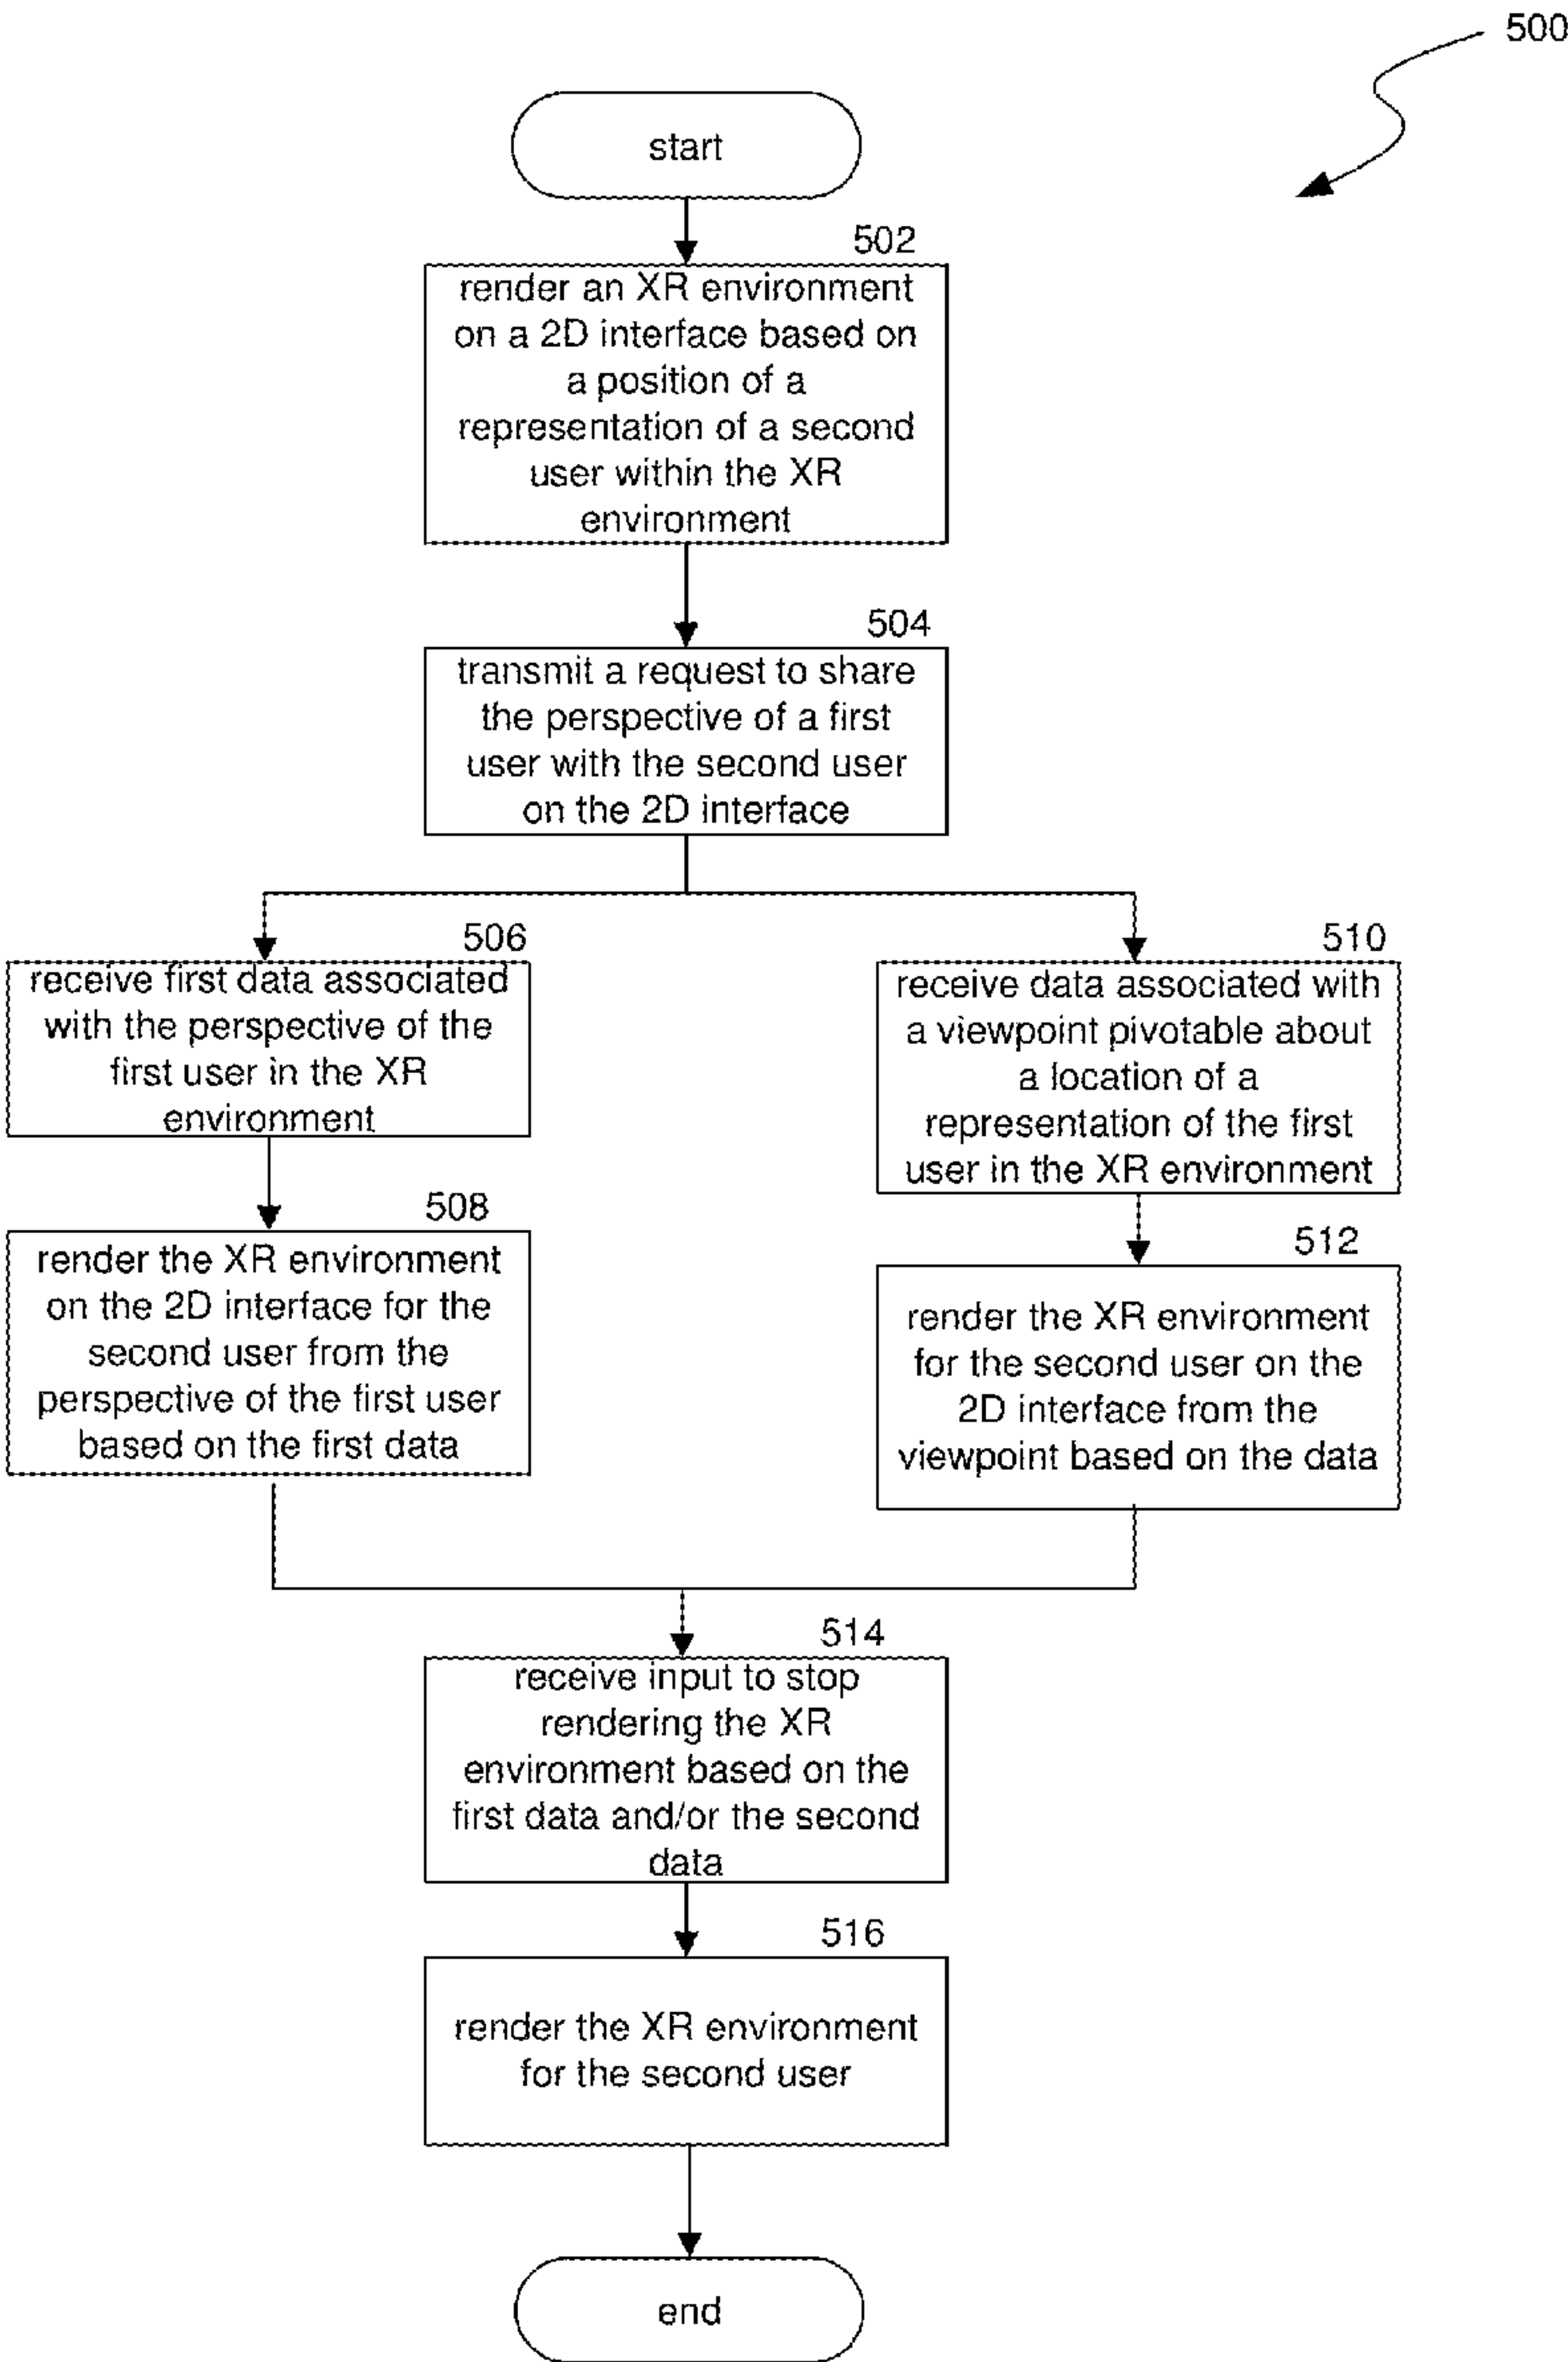 500
start
502
render an XR environment
on a 2D interface based on
a position of a
representation of a second
user within the XR
environment
504
transmit a request to share
the perspective of a first
user with the second user
on the 2D interface
506
receive first data associated
with the perspective of the
first user in the XR
environment
508
render the XR environment
on the 2D interface for the
second user from the
perspective of the first user
based on the first data
510
receive data associated with
a viewpoint pivotable about
a location of a
representation of the first
user in the XR environment
512
render the XR environment
for the second user on the
2D interface from the
viewpoint based on the data
514
receive input to stop
rendering the XR
environment based on the
first data and/or the second
data
516
render the XR environment
for the second user
end